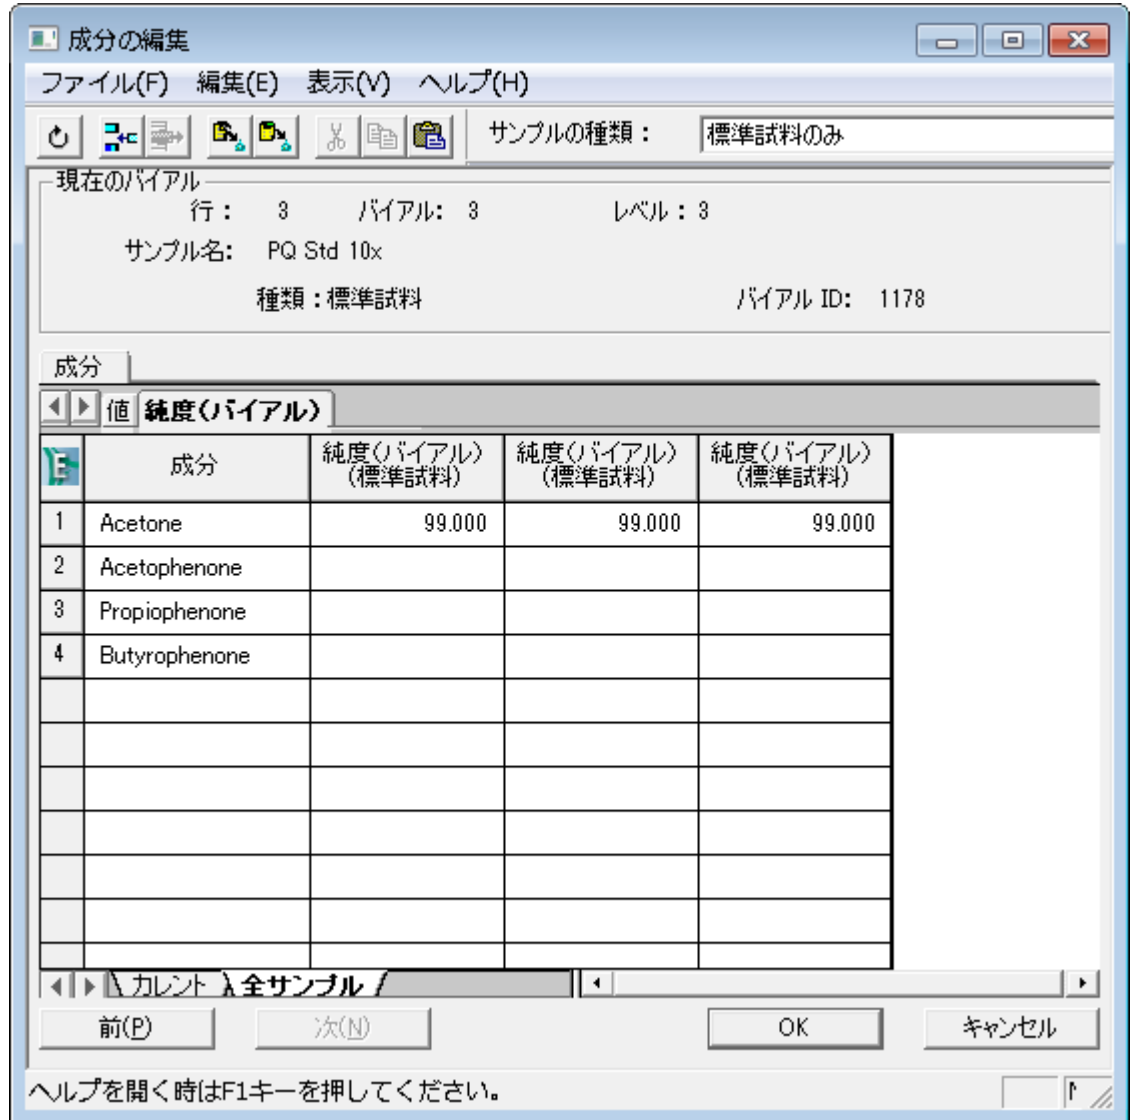 成分の編集
ファイル(F) 編集(E) 表示(V) ヘルプ(H)
サンプルの種類： 標準試料のみ
現在のバイアル
行： 3 バイアル: 3 レベル：3
サンプル名: PQ Std 10x
種類：標準試料 バイアル ID: 1178
成分
値 純度(バイアル)
成分 純度(バイアル)(標準試料) 純度(バイアル)(標準試料) 純度(バイアル)(標準試料)
1 Acetone 99.000 99.000 99.000
2 Acetophenone
3 Propiophenone
4 Butyrophenone
カレント 全サンプル
前(P) 次(N) OK キャンセル
ヘルプを開く時はF1キーを押してください。